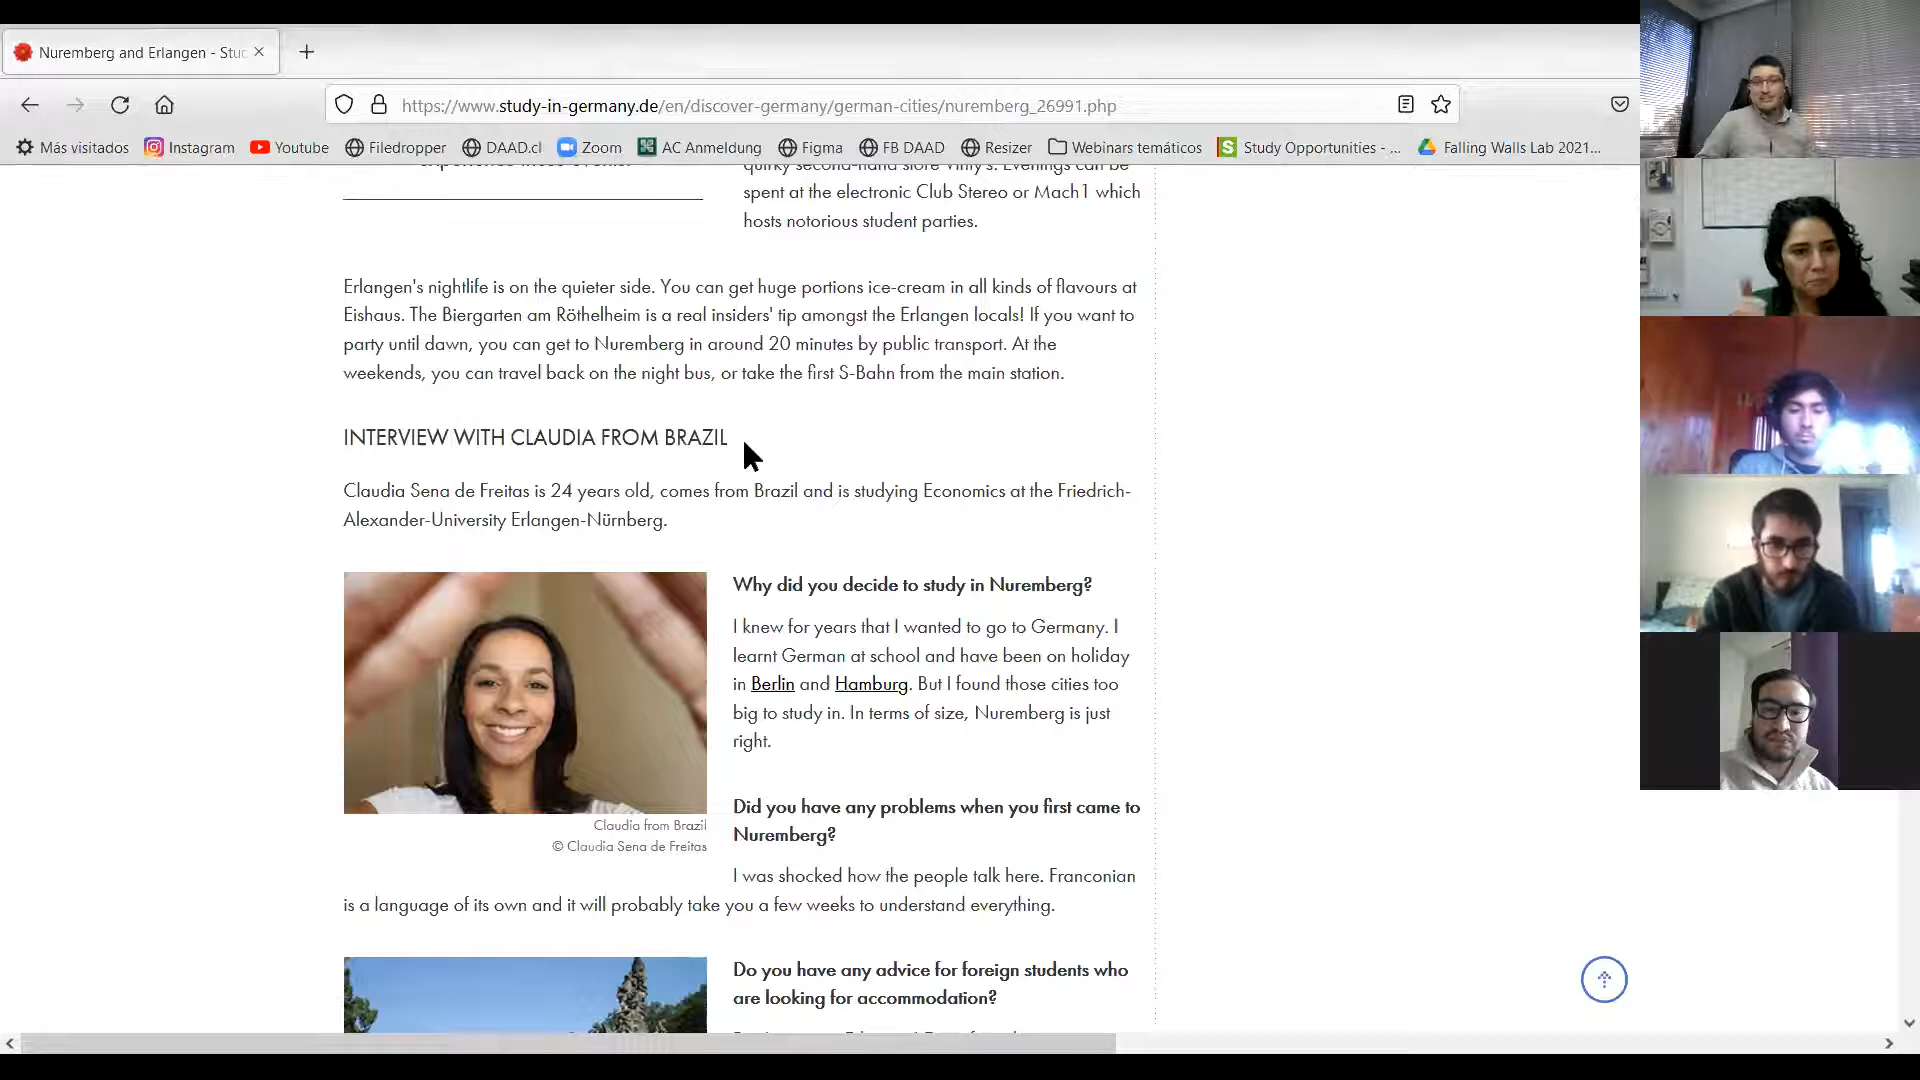 Nuremberg and Erlangen - Stud
https://www.study-in-germany.de/en/discover-germany/german-cities/nuremberg_26991.php
Más visitados Instagram Youtube Filedropper DAAD.cl Zoom AC Anmeldung Figma FB DAAD Resizer Webinars temáticos Study Opportunities - ... Falling Walls Lab 2021...
quirky second-hand store Vinty's. Evenings can be
spent at the electronic Club Stereo or Mach1 which
hosts notorious student parties.
Erlangen's nightlife is on the quieter side. You can get huge portions ice-cream in all kinds of flavours at
Eishaus. The Biergarten am Röthelheim is a real insiders' tip amongst the Erlangen locals! If you want to
party until dawn, you can get to Nuremberg in around 20 minutes by public transport. At the
weekends, you can travel back on the night bus, or take the first S-Bahn from the main station.
INTERVIEW WITH CLAUDIA FROM BRAZIL
Claudia Sena de Freitas is 24 years old, comes from Brazil and is studying Economics at the Friedrich-
Alexander-University Erlangen-Nürnberg.
Claudia from Brazil
© Claudia Sena de Freitas
Why did you decide to study in Nuremberg?
I knew for years that I wanted to go to Germany. I
learnt German at school and have been on holiday
in Berlin and Hamburg. But I found those cities too
big to study in. In terms of size, Nuremberg is just
right.
Did you have any problems when you first came to
Nuremberg?
I was shocked how the people talk here. Franconian
is a language of its own and it will probably take you a few weeks to understand everything.
Do you have any advice for foreign students who
are looking for accommodation?